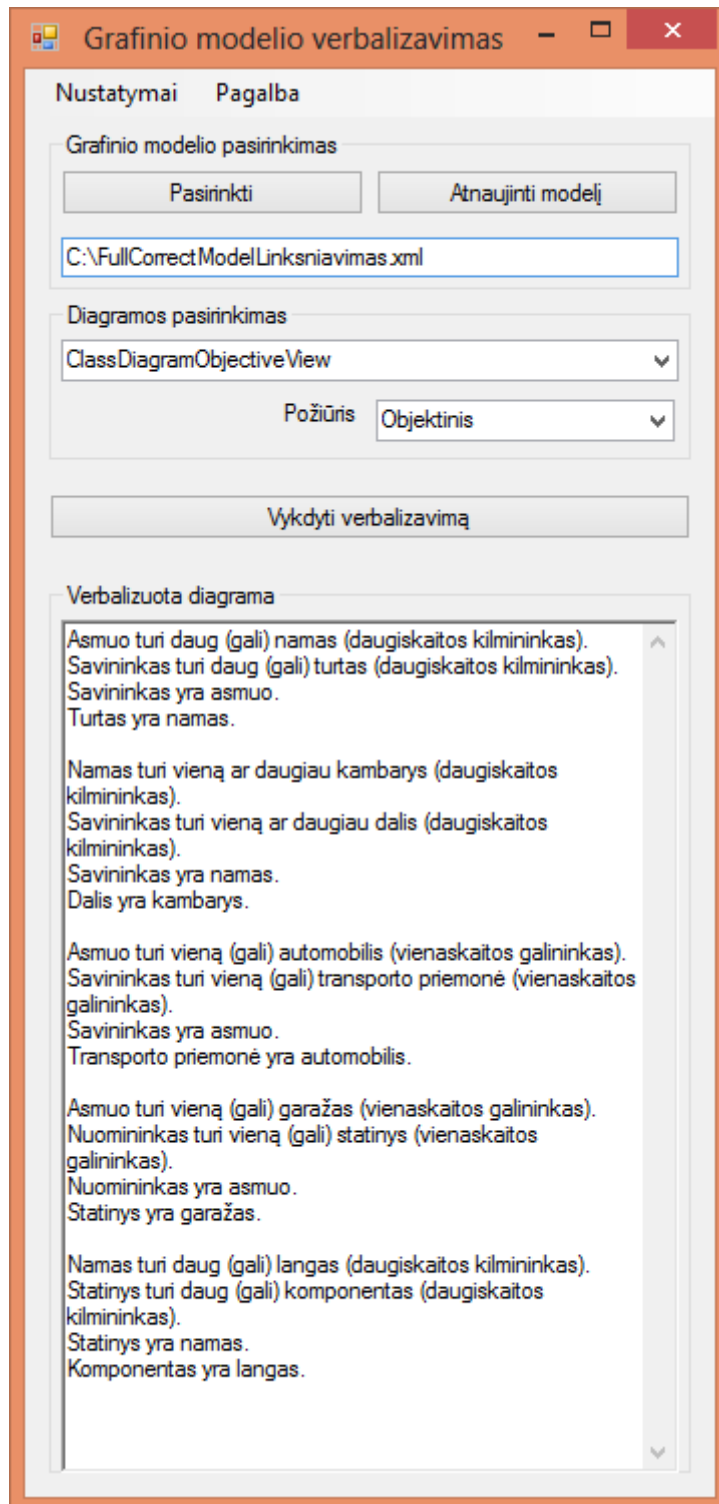 Grafinio modelio verbalizavimas
Nustatymai Pagalba
Grafinio modelio pasirinkimas
Pasirinkti Atnaujinti modelį
C:\FullCorrectModelLinksniavimas.xml
Diagramos pasirinkimas
ClassDiagramObjectiveView
Požiūris Objektinis
Vykdyti verbalizavimą
Verbalizuota diagrama
Asmuo turi daug (gali) namas (daugiskaitos kilmininkas).
Savininkas turi daug (gali) turtas (daugiskaitos kilmininkas).
Savininkas yra asmuo.
Turtas yra namas.
Namas turi vieną ar daugiau kambarys (daugiskaitos
kilmininkas).
Savininkas turi vieną ar daugiau dalis (daugiskaitos
kilmininkas).
Savininkas yra namas.
Dalis yra kambarys.
Asmuo turi vieną (gali) automobilis (vienaskaitos galininkas).
Savininkas turi vieną (gali) transporto priemonė (vienaskaitos
galininkas).
Savininkas yra asmuo.
Transporto priemonė yra automobilis.
Asmuo turi vieną (gali) garažas (vienaskaitos galininkas).
Nuomininkas turi vieną (gali) statinys (vienaskaitos
galininkas).
Nuomininkas yra asmuo.
Statinys yra garažas.
Namas turi daug (gali) langas (daugiskaitos kilmininkas).
Statinys turi daug (gali) komponentas (daugiskaitos
kilmininkas).
Statinys yra namas.
Komponentas yra langas.